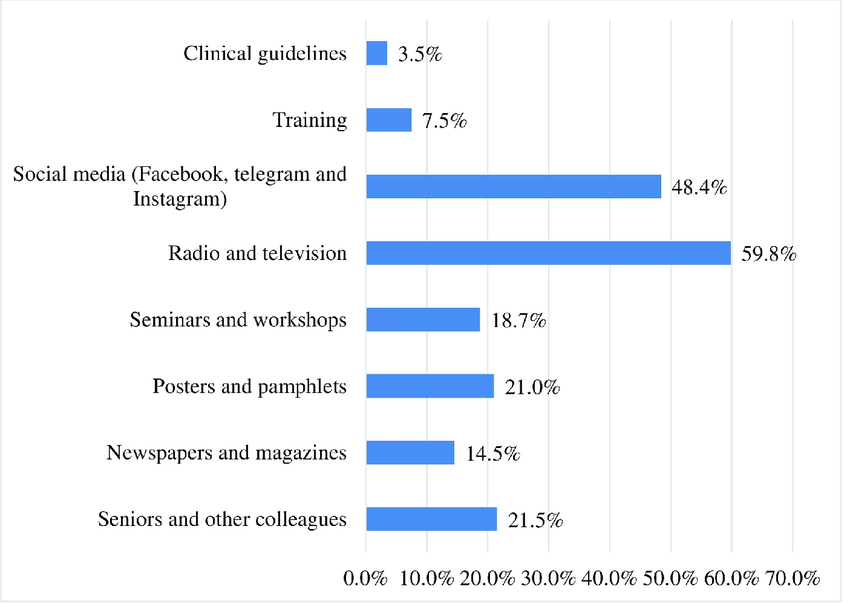 Clinical guidelines 3.5%
Training 7.5%
Social media (Facebook, telegram and
Instagram) 48.4%
Radio and television 59.8%
Seminars and workshops 18.7%
Posters and pamphlets 21.0%
Newspapers and magazines 14.5%
Seniors and other colleagues 21.5%
0.0% 10.0% 20.0% 30.0% 40.0% 50.0% 60.0% 70.0%